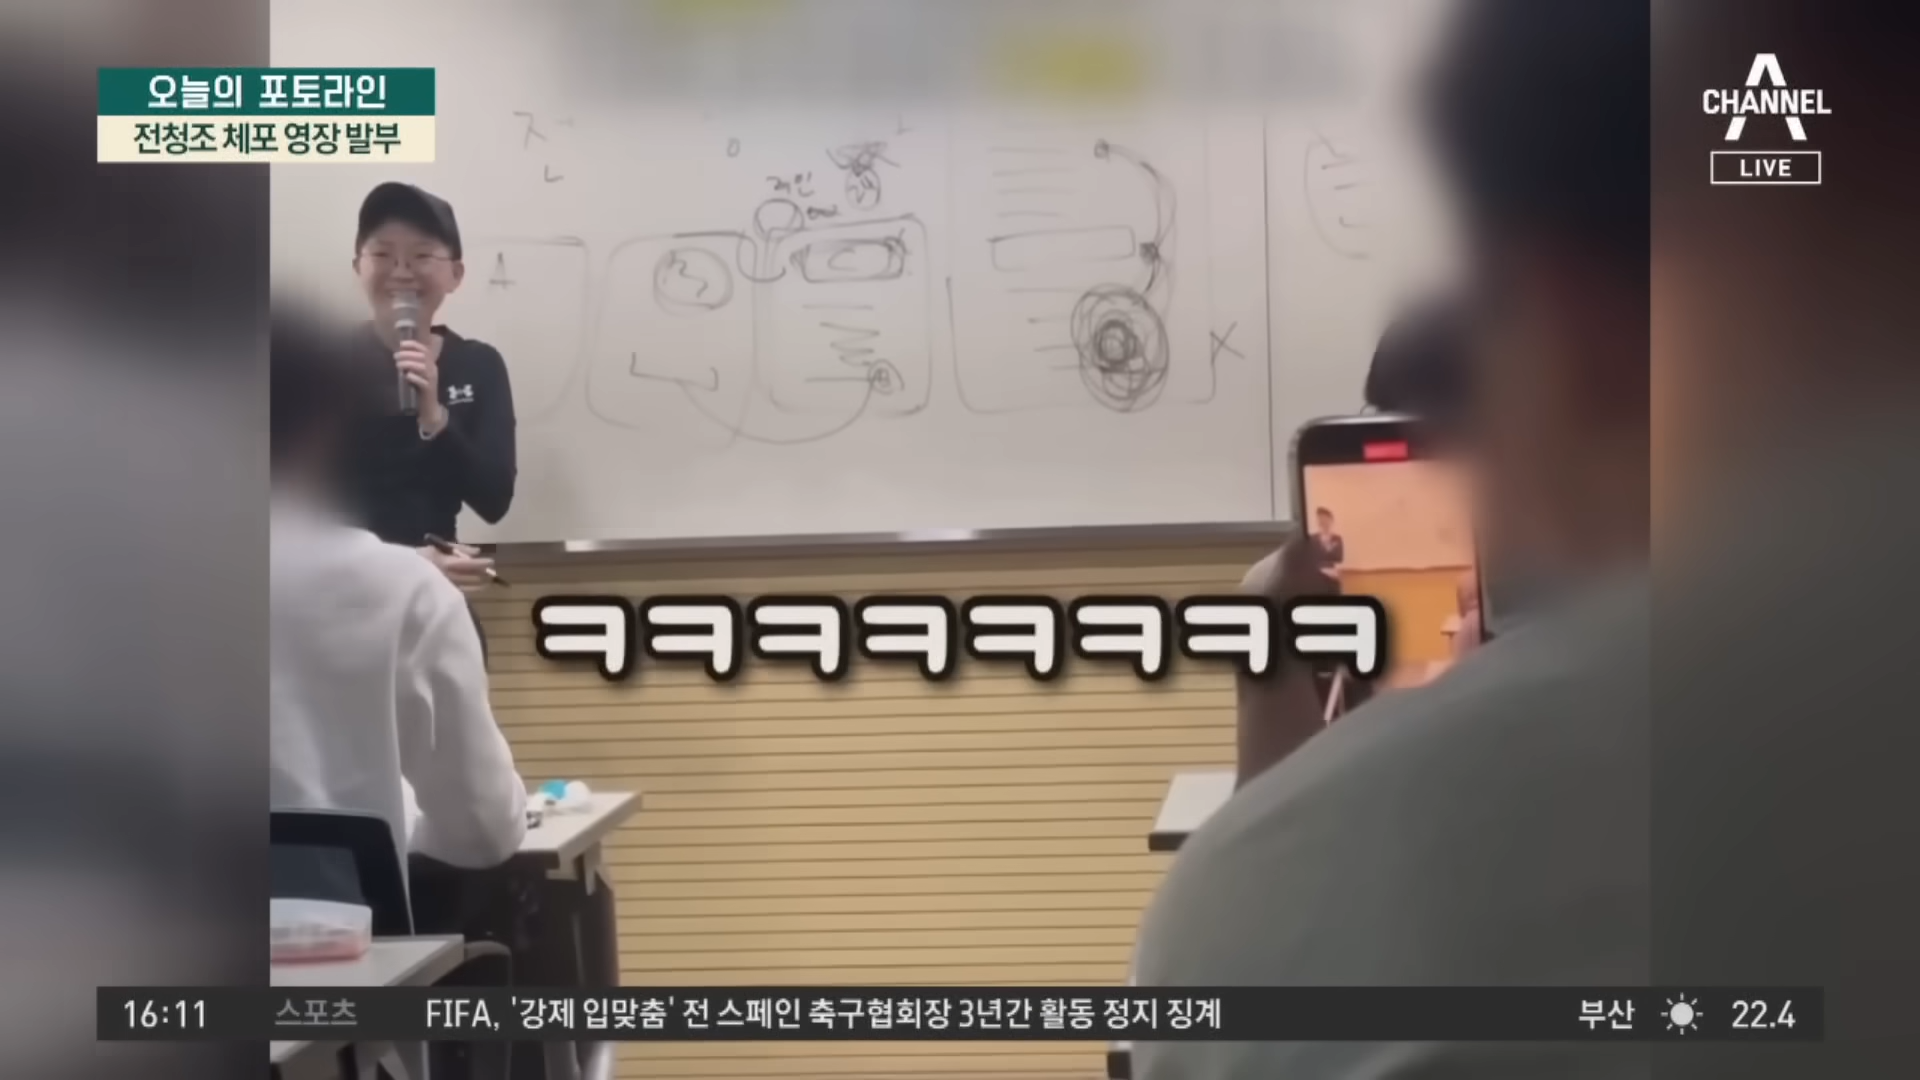 오늘의 포토라인
전청조 체포 영장 발부
CHANNEL A
LIVE
A
X
ㅋㅋㅋㅋㅋㅋㅋㅋ
16:11 스포츠 FIFA, '강제 입맞춤' 전 스페인 축구협회장 3년간 활동 정지 징계 부산 22.4